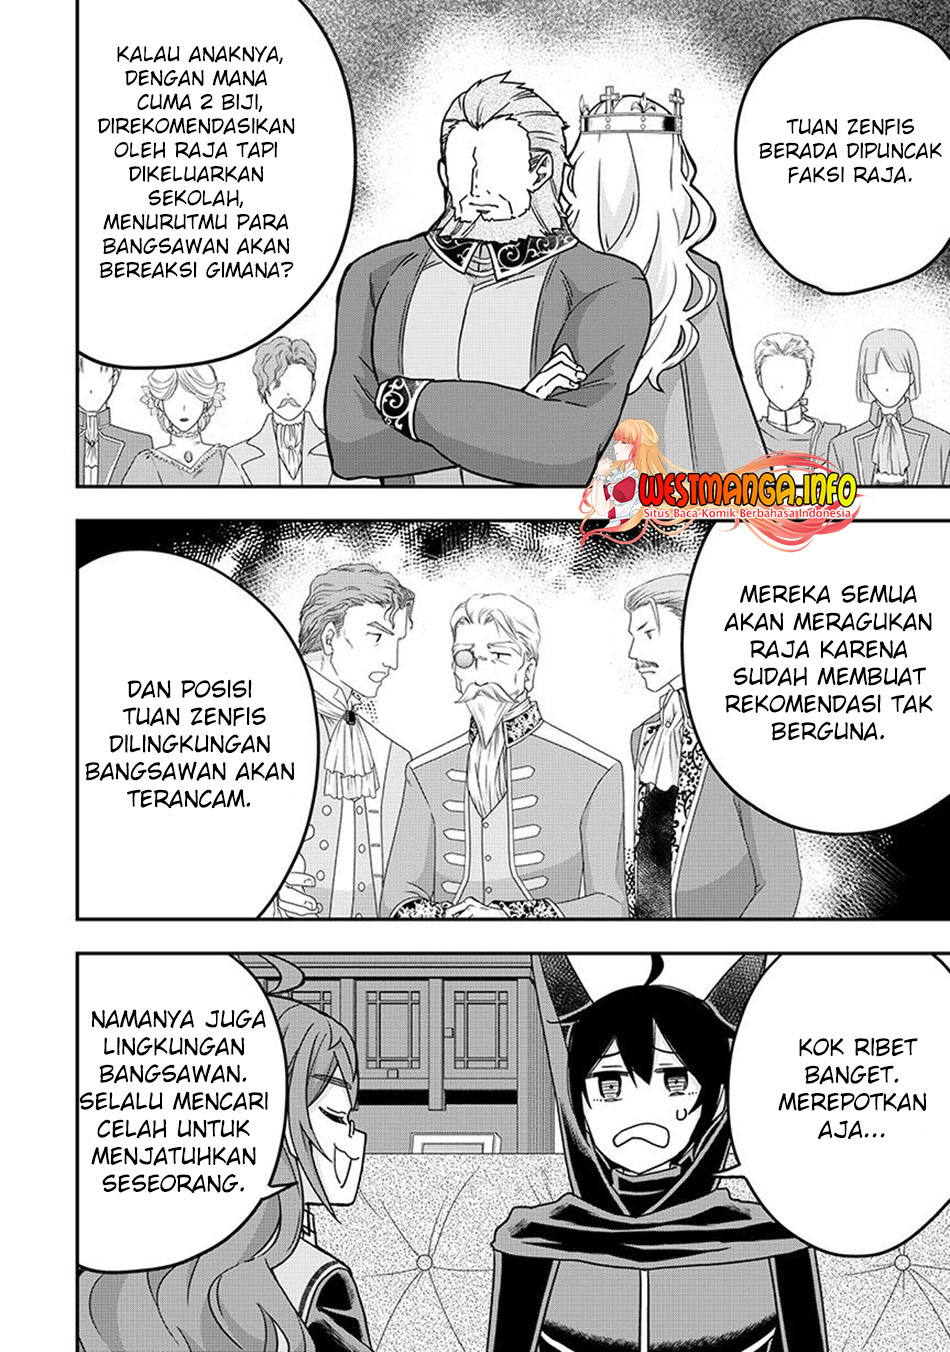 TUAN ZENFIS
BERADA DIPUNCAK
FAKSI RAJA.
KALAU ANAKNYA,
DENGAN MANA
CUMA 2 BIJI,
DIREKOMENDASIKAN
OLEH RAJA TAPI
DIKELUARKAN
SEKOLAH,
MENURUTMU PARA
BANGSAWAN AKAN
BEREAKSI GIMANA?
WESTMANGA.INFO
Situs Baca Komik Berbahasa Indonesia
MEREKA SEMUA
AKAN MERAGUKAN
RAJA KARENA
SUDAH MEMBUAT
REKOMENDASI TAK
BERGUNA.
DAN POSISI
TUAN ZENFIS
DILINGKUNGAN
BANGSAWAN AKAN
TERANCAM.
KOK RIBET
BANGET.
MEREPOTKAN
AJA...
NAMANYA JUGA
LINGKUNGAN
BANGSAWAN.
SELALU MENCARI
CELAH UNTUK
MENJATUHKAN
SESEORANG.